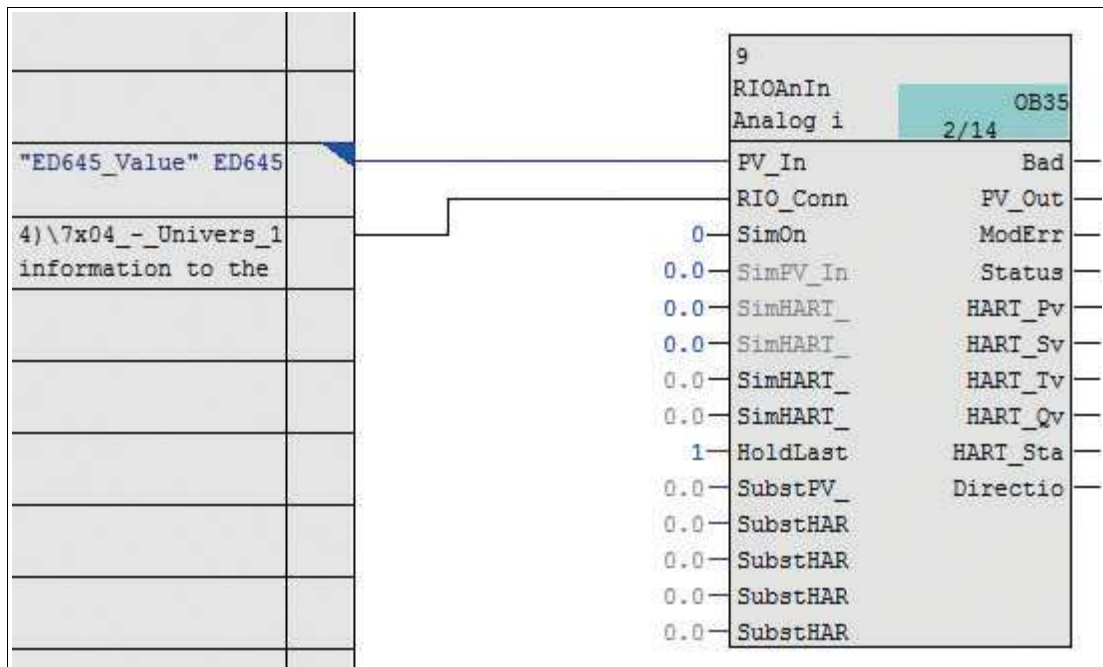 "ED645_Value" ED645
4)\7x04_-_Univers_1
information to the
9
RIOAnIn
Analog i
OB35
2/14
PV_In Bad
RIO_Conn PV_Out
0 SimOn ModErr
0.0 SimPV_In Status
0.0 SimHART_ HART_Pv
0.0 SimHART_ HART_Sv
0.0 SimHART_ HART_Tv
0.0 SimHART_ HART_Qv
1 HoldLast HART_Sta
0.0 SubstPV_ Directio
0.0 SubstHAR
0.0 SubstHAR
0.0 SubstHAR
0.0 SubstHAR